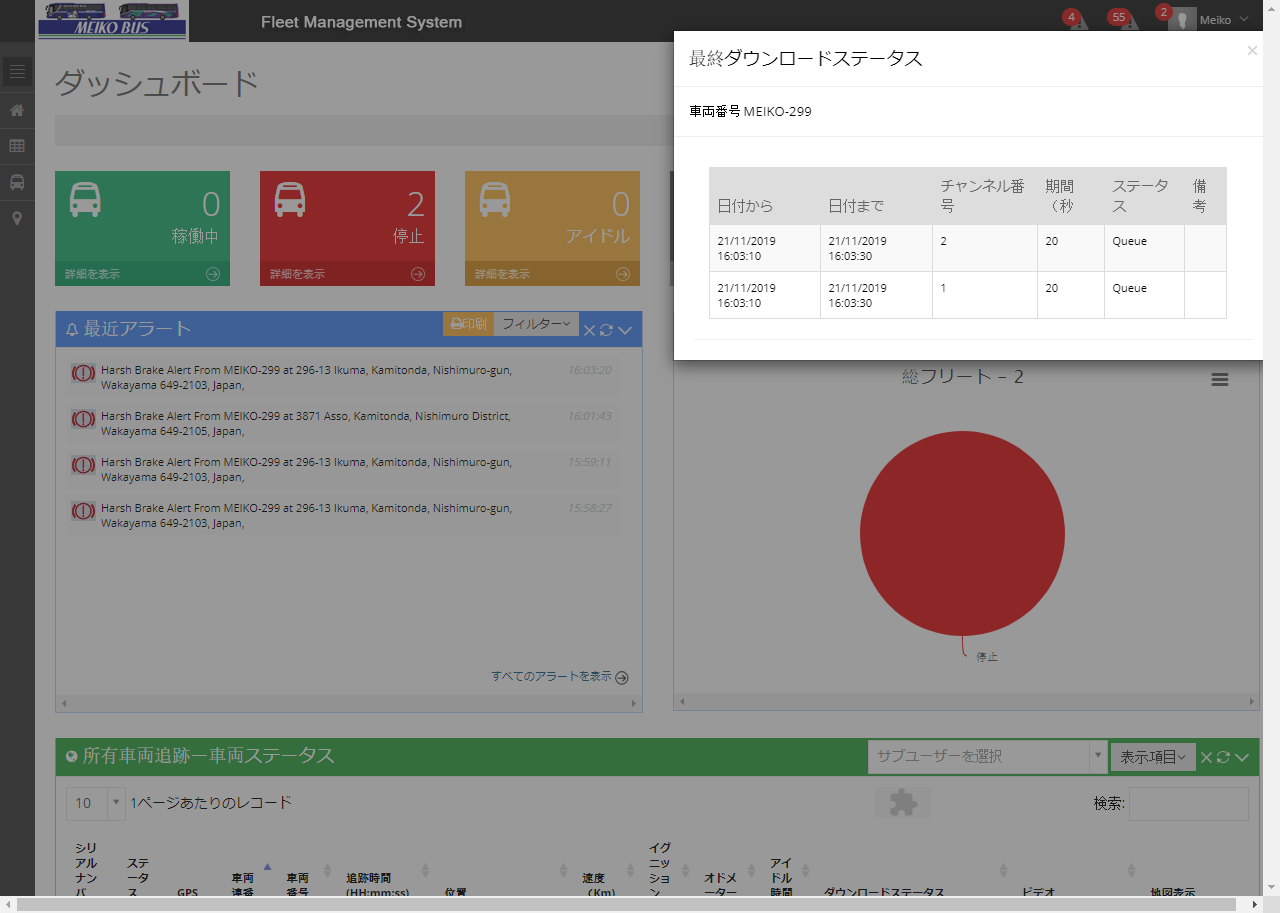 MEIKO BUS
Fleet Management System
4
55
2
Meiko
ダッシュボード
最終ダウンロードステータス
車両番号 MEIKO-299
日付から 日付まで チャンネル番号 期間（秒 ステータス 備考
21/11/2019 16:03:10 21/11/2019 16:03:30 2 20 Queue
21/11/2019 16:03:10 21/11/2019 16:03:30 1 20 Queue
0
稼働中
詳細を表示
2
停止
詳細を表示
0
アイドル
詳細を表示
最近アラート
印刷
フィルター
Harsh Brake Alert From MEIKO-299 at 296-13 Ikuma, Kamitonda, Nishimuro-gun, 16:03:20
Wakayama 649-2103, Japan,
Harsh Brake Alert From MEIKO-299 at 3871 Asso, Kamitonda, Nishimuro District, 16:01:43
Wakayama 649-2105, Japan,
Harsh Brake Alert From MEIKO-299 at 296-13 Ikuma, Kamitonda, Nishimuro-gun, 15:59:11
Wakayama 649-2103, Japan,
Harsh Brake Alert From MEIKO-299 at 296-13 Ikuma, Kamitonda, Nishimuro-gun, 15:58:27
Wakayama 649-2103, Japan,
すべてのアラートを表示
総フリート – 2
停止
所有車両追跡ー車両ステータス
サブユーザーを選択
表示項目
10
1ページあたりのレコード
検索:
シリアルナンバ ステータス GPS 車両連番 車両番号 追跡時間 (HH:mm:ss) 位置 速度 (Km) イグニッション オドメーター アイドル時間 ダウンロードステータス ビデオ 地図表示